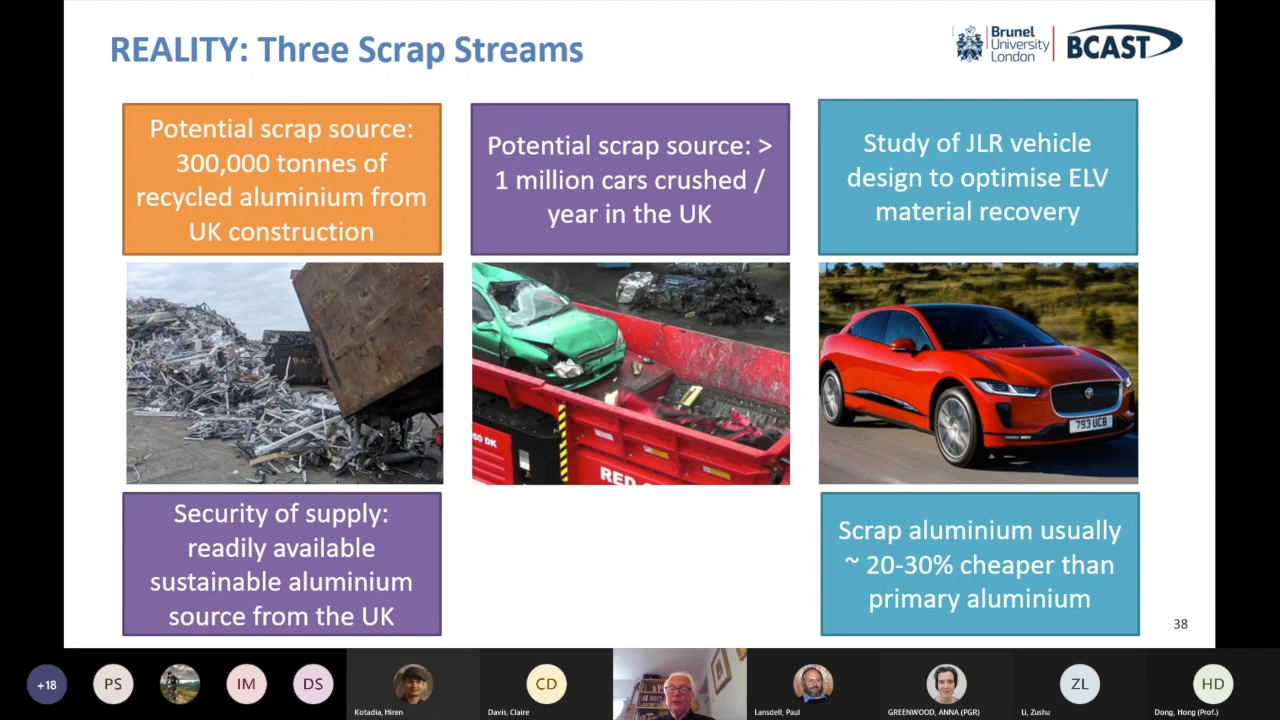 REALITY: Three Scrap Streams
Brunel
University
London
BCAST
Potential scrap source:
300,000 tonnes of
recycled aluminium from
UK construction
Potential scrap source: >
1 million cars crushed /
year in the UK
Study of JLR vehicle
design to optimise ELV
material recovery
50 DK
RED
793 UCB
Security of supply:
readily available
sustainable aluminium
source from the UK
Scrap aluminium usually
~ 20-30% cheaper than
primary aluminium
38
+18
PS
IM
DS
Kotadia, Hiren
CD
Davis, Claire
Lansdell, Paul
GREENWOOD, ANNA (PGR)
ZL
Li, Zushu
HD
Dong, Hong (Prof.)